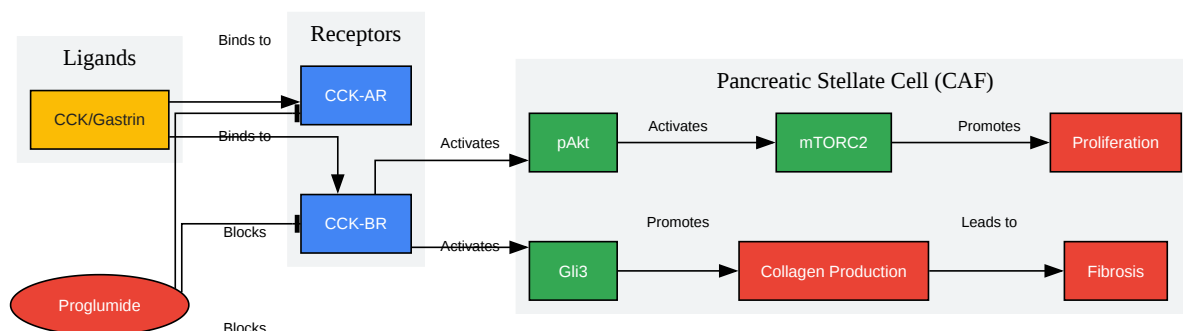 Ligands
CCK/Gastrin
Proglumide
Binds to
Binds to
Blocks
Blocks
Receptors
CCK-AR
CCK-BR
Activates
Activates
Pancreatic Stellate Cell (CAF)
pAkt
Activates
mTORC2
Promotes
Proliferation
Gli3
Promotes
Collagen Production
Leads to
Fibrosis